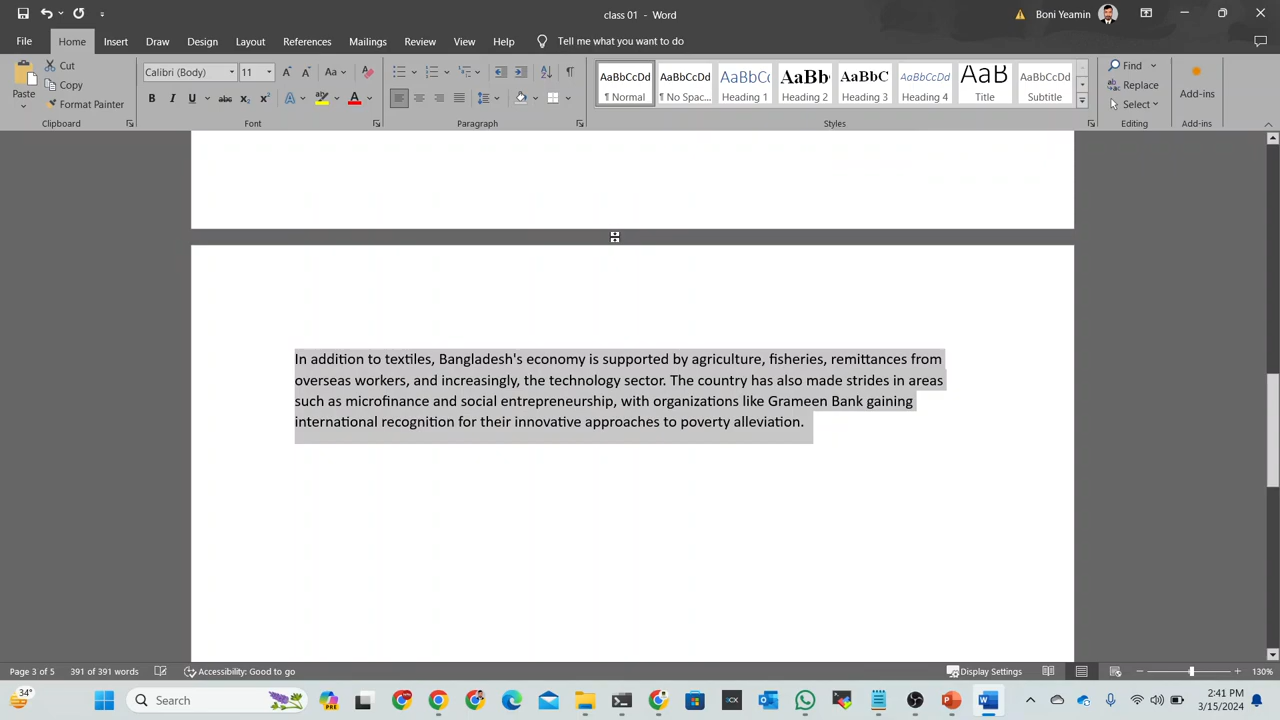 class 01 - Word
Boni Yeamin
File Home Insert Draw Design Layout References Mailings Review View Help Tell me what you want to do
Paste
Cut
Copy
Format Painter
Clipboard
Calibri (Body) 11
Font
Paragraph
AaBbCcDd AaBbCcDd AaBbCc AaBb AaBbC AaBbCcDd AaB AaBbCcDd
¶ Normal ¶ No Spac... Heading 1 Heading 2 Heading 3 Heading 4 Title Subtitle
Styles
Find
Replace
Select
Editing
Add-ins
Add-ins
In addition to textiles, Bangladesh's economy is supported by agriculture, fisheries, remittances from
overseas workers, and increasingly, the technology sector. The country has also made strides in areas
such as microfinance and social entrepreneurship, with organizations like Grameen Bank gaining
international recognition for their innovative approaches to poverty alleviation.
Page 3 of 5 391 of 391 words Accessibility: Good to go Display Settings 130%
34°
Search
2:41 PM
3/15/2024